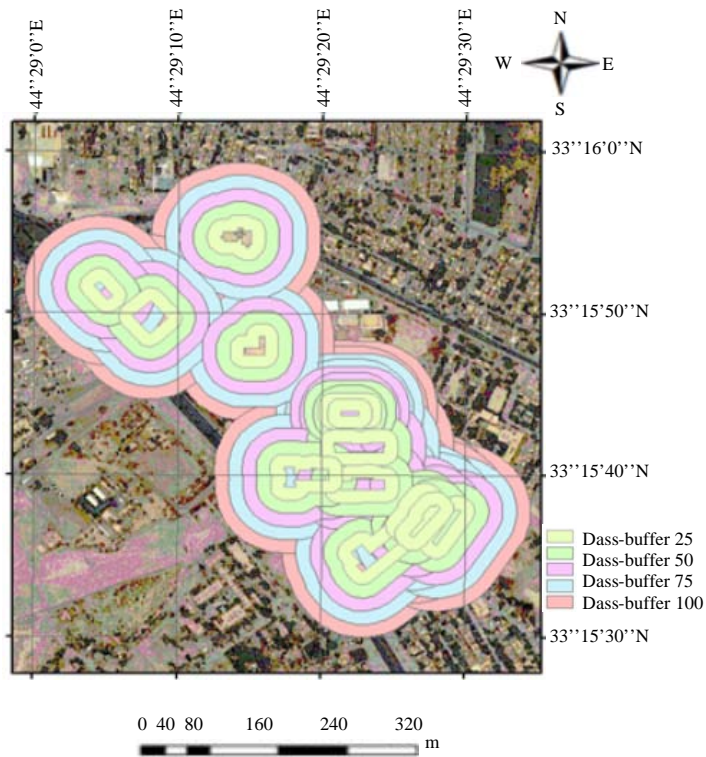 44''29'0''E
44''29'10''E
44''29'20''E
44''29'30''E
N
W E
S
33''16'0''N
33''15'50''N
33''15'40''N
33''15'30''N
Dass-buffer 25
Dass-buffer 50
Dass-buffer 75
Dass-buffer 100
0 40 80 160 240 320
m